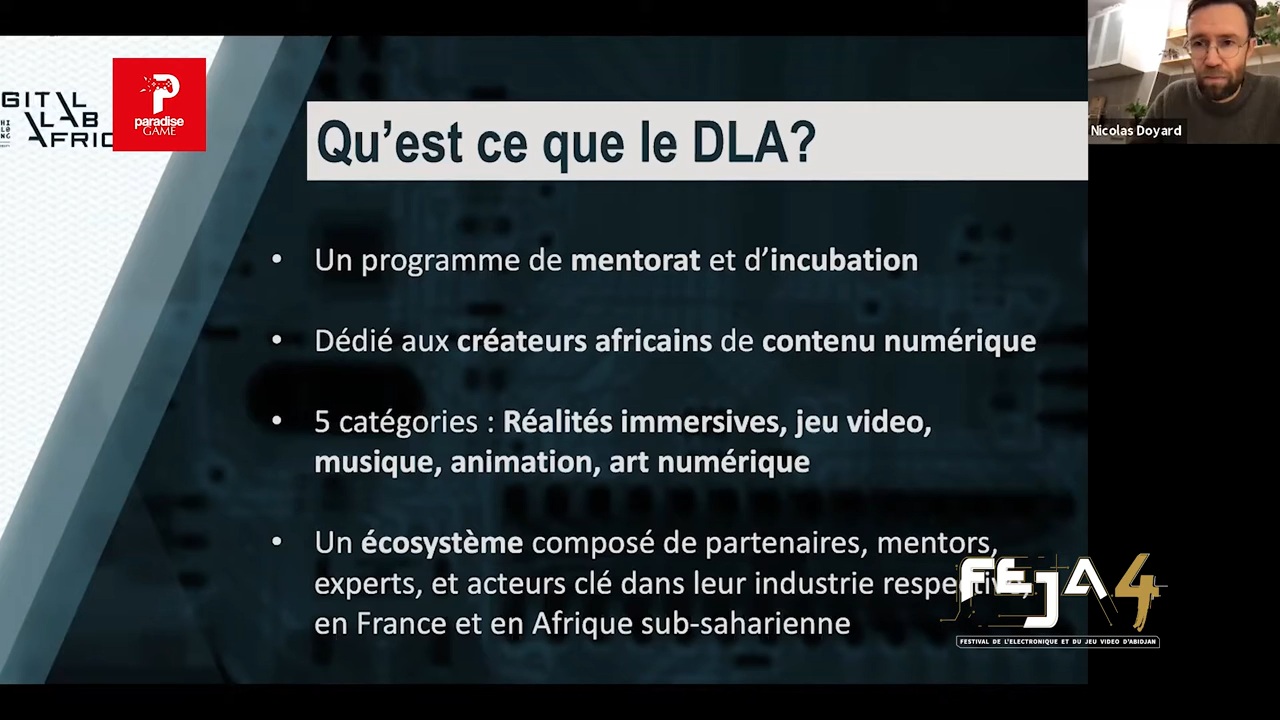 GITAL
LAB
AFRIC
paradise
GAME
Nicolas Doyard
Qu’est ce que le DLA?
• Un programme de mentorat et d’incubation
• Dédié aux créateurs africains de contenu numérique
• 5 catégories : Réalités immersives, jeu video,
musique, animation, art numérique
• Un écosystème composé de partenaires, mentors,
experts, et acteurs clé dans leur industrie respective,
en France et en Afrique sub-saharienne
FEJA 4
FESTIVAL DE L'ELECTRONIQUE ET DU JEU VIDEO D'ABIDJAN